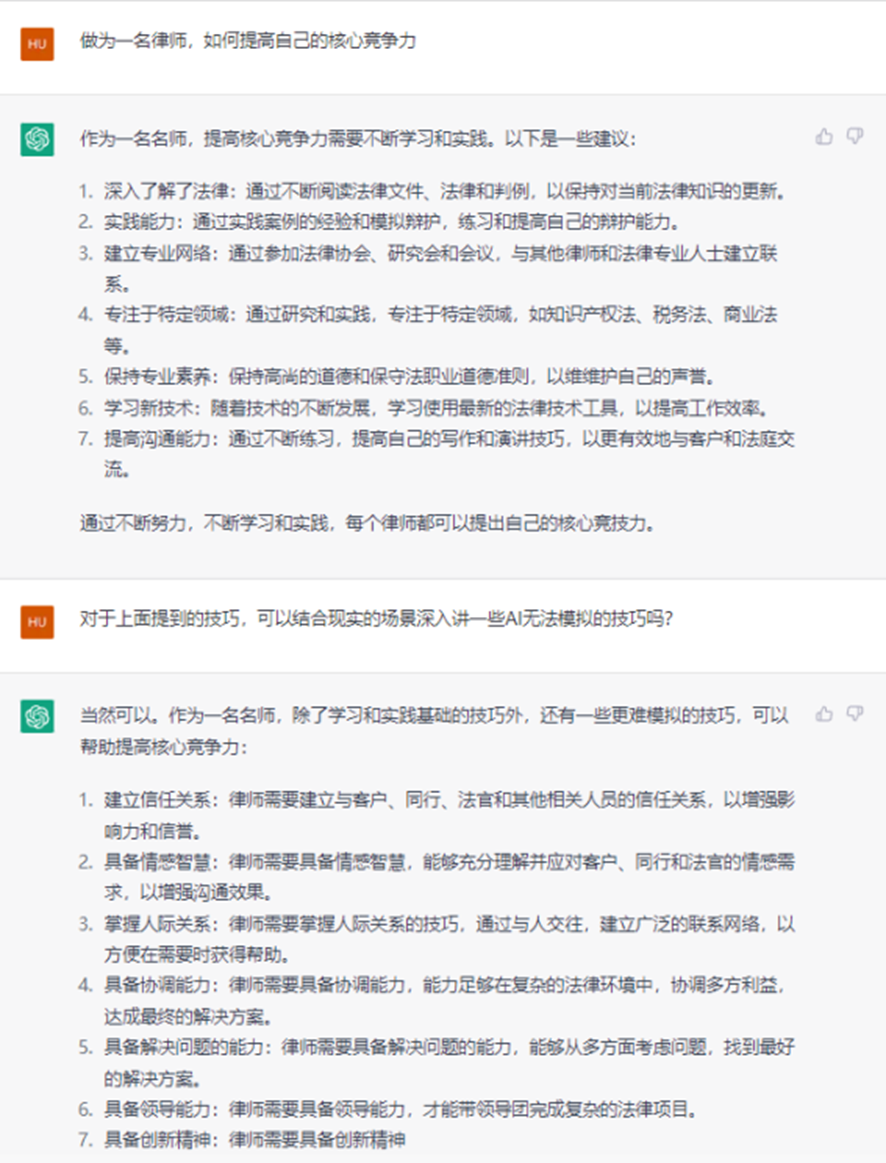 HU
做为一名律师，如何提高自己的核心竞争力
作为一名名师，提高核心竞争力需要不断学习和实践。以下是一些建议：
1. 深入了解了法律：通过不断阅读法律文件、法律和判例，以保持对当前法律知识的更新。
2. 实践能力：通过实践案例的经验和模拟辩护，练习和提高自己的辩护能力。
3. 建立专业网络：通过参加法律协会、研究会和会议，与其他律师和法律专业人士建立联
系。
4. 专注于特定领域：通过研究和实践，专注于特定领域，如知识产权法、税务法、商业法
等。
5. 保持专业素养：保持高尚的道德和保守法职业道德准则，以维维护自己的声誉。
6. 学习新技术：随着技术的不断发展，学习使用最新的法律技术工具，以提高工作效率。
7. 提高沟通能力：通过不断练习，提高自己的写作和演讲技巧，以更有效地与客户和法庭交
流。
通过不断努力，不断学习和实践，每个律师都可以提出自己的核心竞技力。
HU
对于上面提到的技巧，可以结合现实的场景深入讲一些AI无法模拟的技巧吗？
当然可以。作为一名名师，除了学习和实践基础的技巧外，还有一些更难模拟的技巧，可以
帮助提高核心竞争力：
1. 建立信任关系：律师需要建立与客户、同行、法官和其他相关人员的信任关系，以增强影
响力和信誉。
2. 具备情感智慧：律师需要具备情感智慧，能够充分理解并应对客户、同行和法官的情感需
求，以增强沟通效果。
3. 掌握人际关系：律师需要掌握人际关系的技巧，通过与人交往，建立广泛的联系网络，以
方便在需要时获得帮助。
4. 具备协调能力：律师需要具备协调能力，能力足够在复杂的法律环境中，协调多方利益，
达成最终的解决方案。
5. 具备解决问题的能力：律师需要具备解决问题的能力，能够从多方面考虑问题，找到最好
的解决方案。
6. 具备领导能力：律师需要具备领导能力，才能带领导团完成复杂的法律项目。
7. 具备创新精神：律师需要具备创新精神